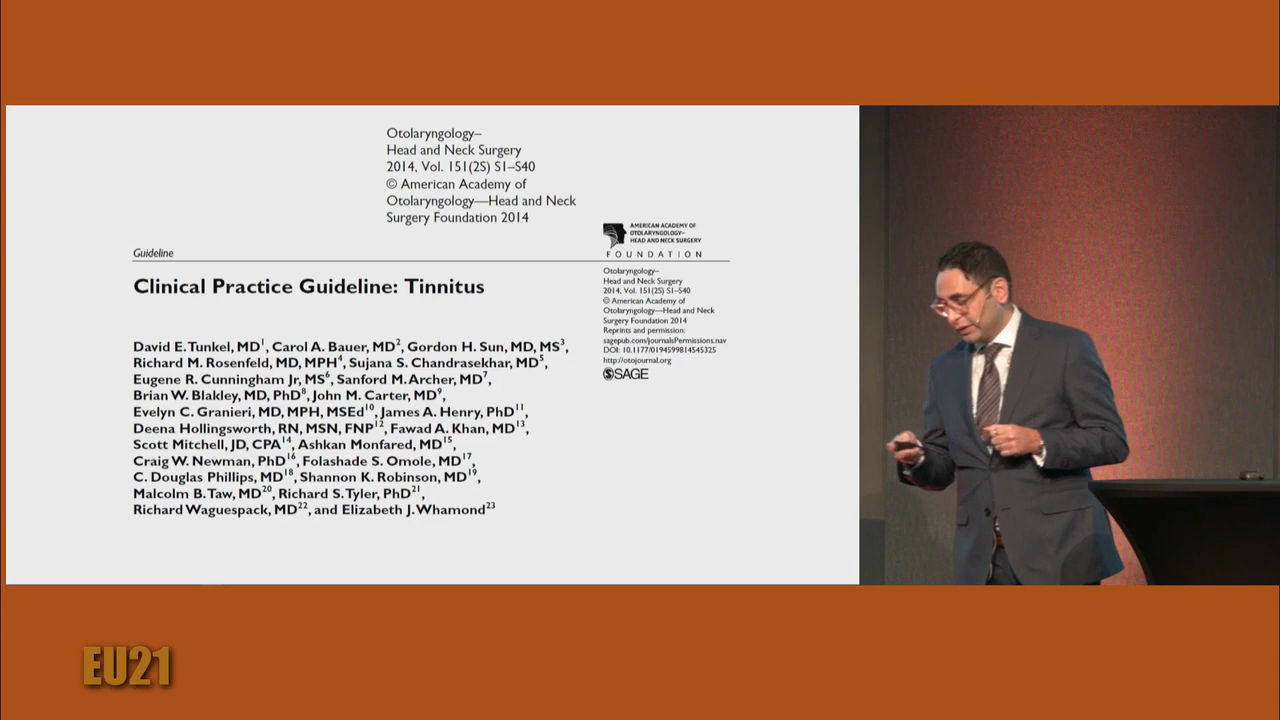 Otolaryngology–
Head and Neck Surgery
2014, Vol. 151(2S) S1–S40
© American Academy of
Otolaryngology—Head and Neck
Surgery Foundation 2014
AMERICAN ACADEMY OF
OTOLARYNGOLOGY–
HEAD AND NECK SURGERY
FOUNDATION
Guideline
Clinical Practice Guideline: Tinnitus
Otolaryngology–
Head and Neck Surgery
2014, Vol. 151(2S) S1–S40
© American Academy of
Otolaryngology—Head and Neck
Surgery Foundation 2014
Reprints and permission:
sagepub.com/journalsPermissions.nav
DOI: 10.1177/0194599814545325
http://otojournal.org
SAGE
David E. Tunkel, MD1, Carol A. Bauer, MD2, Gordon H. Sun, MD, MS3,
Richard M. Rosenfeld, MD, MPH4, Sujana S. Chandrasekhar, MD5,
Eugene R. Cunningham Jr, MS6, Sanford M. Archer, MD7,
Brian W. Blakley, MD, PhD8, John M. Carter, MD9,
Evelyn C. Granieri, MD, MPH, MSEd10, James A. Henry, PhD11,
Deena Hollingsworth, RN, MSN, FNP12, Fawad A. Khan, MD13,
Scott Mitchell, JD, CPA14, Ashkan Monfared, MD15,
Craig W. Newman, PhD16, Folashade S. Omole, MD17,
C. Douglas Phillips, MD18, Shannon K. Robinson, MD19,
Malcolm B. Taw, MD20, Richard S. Tyler, PhD21,
Richard Waguespack, MD22, and Elizabeth J. Whamond23
EU21